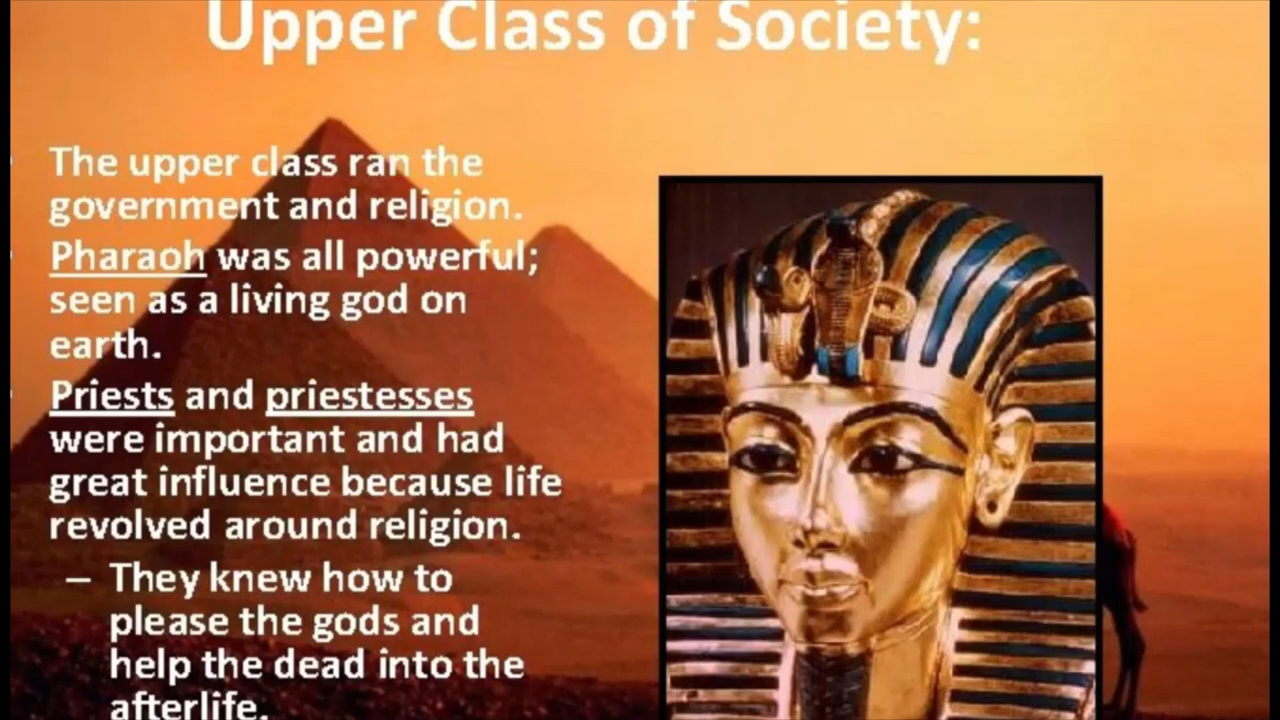 Upper Class of Society:
The upper class ran the
government and religion.
Pharaoh was all powerful;
seen as a living god on
earth.
Priests and priestesses
were important and had
great influence because life
revolved around religion.
– They knew how to
please the gods and
help the dead into the
afterlife.